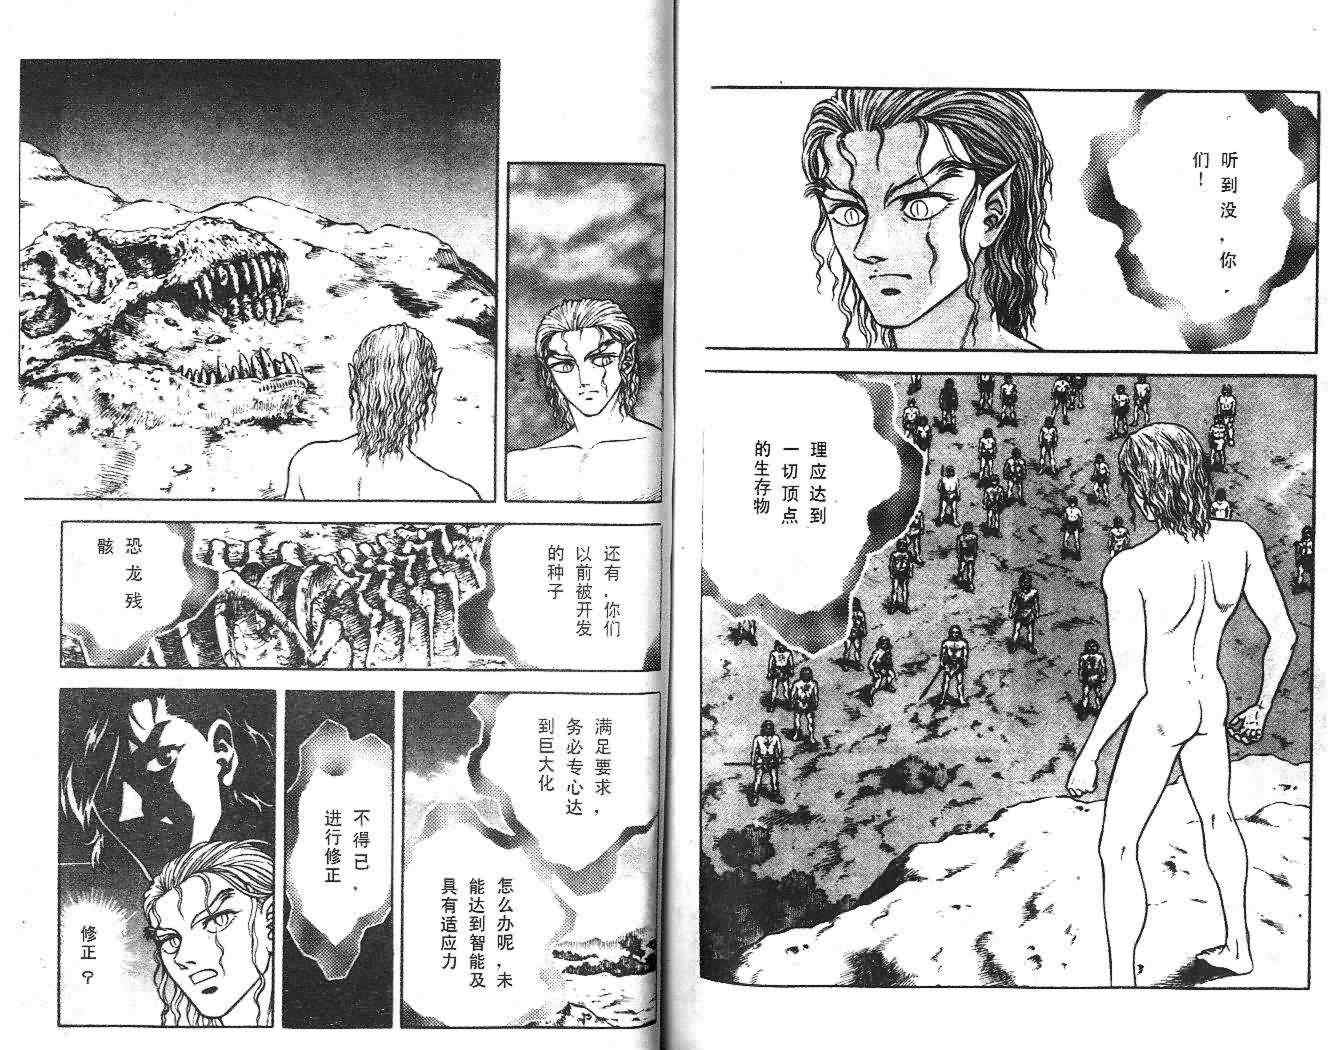 听到没，你
们！
理应达到
一切顶点
的生存物
还有，你们
以前被开发
的种子
恐龙残
骸
满足要求，
务必专心达
到巨大化
怎么办呢，未
能达到智能及
具有适应力
不得已，
进行修正
修正？